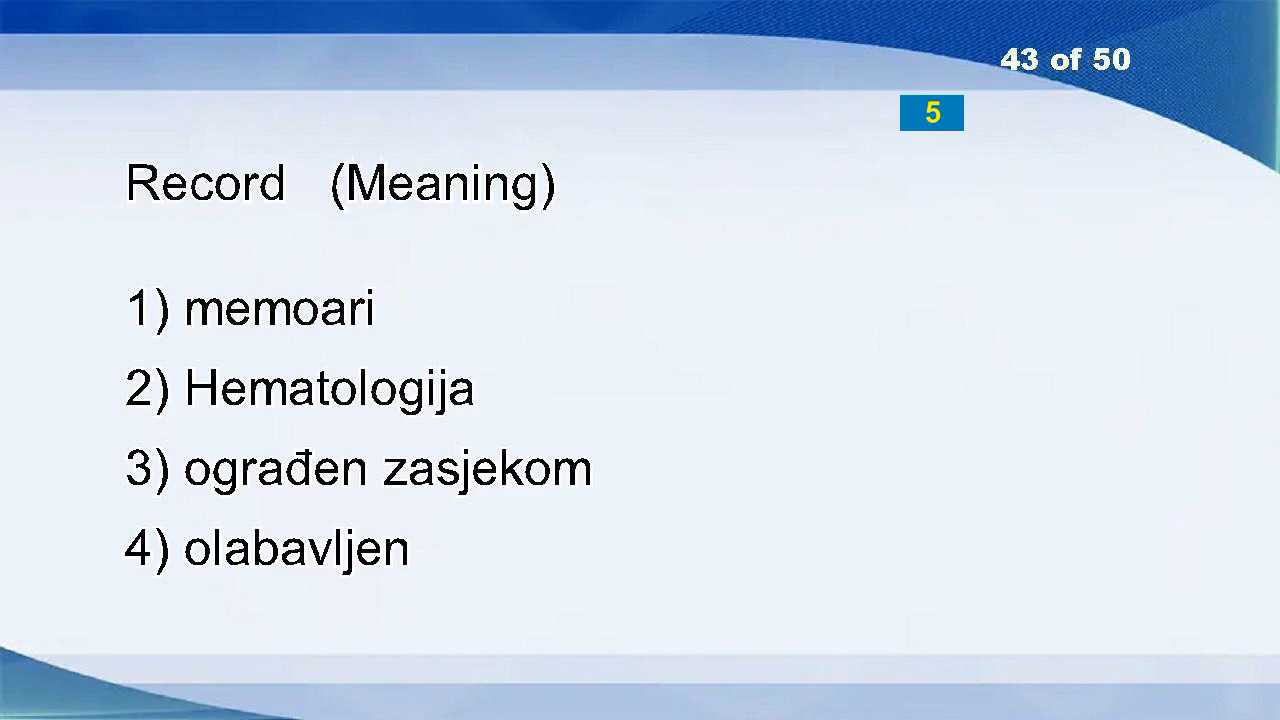 43 of 50
5
Record (Meaning)
1) memoari
2) Hematologija
3) ograđen zasjekom
4) olabavljen